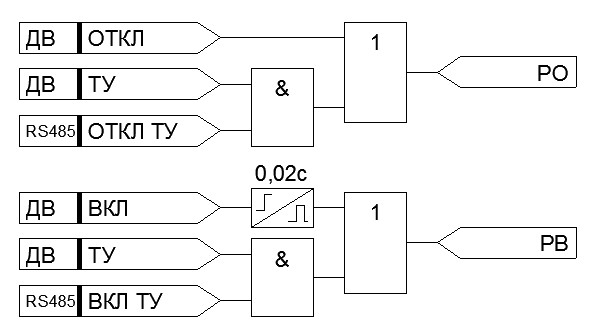 ДВ ОТКЛ
1
ДВ ТУ
&
РО
RS485 ОТКЛ ТУ
0,02с
ДВ ВКЛ
1
ДВ ТУ
&
РВ
RS485 ВКЛ ТУ